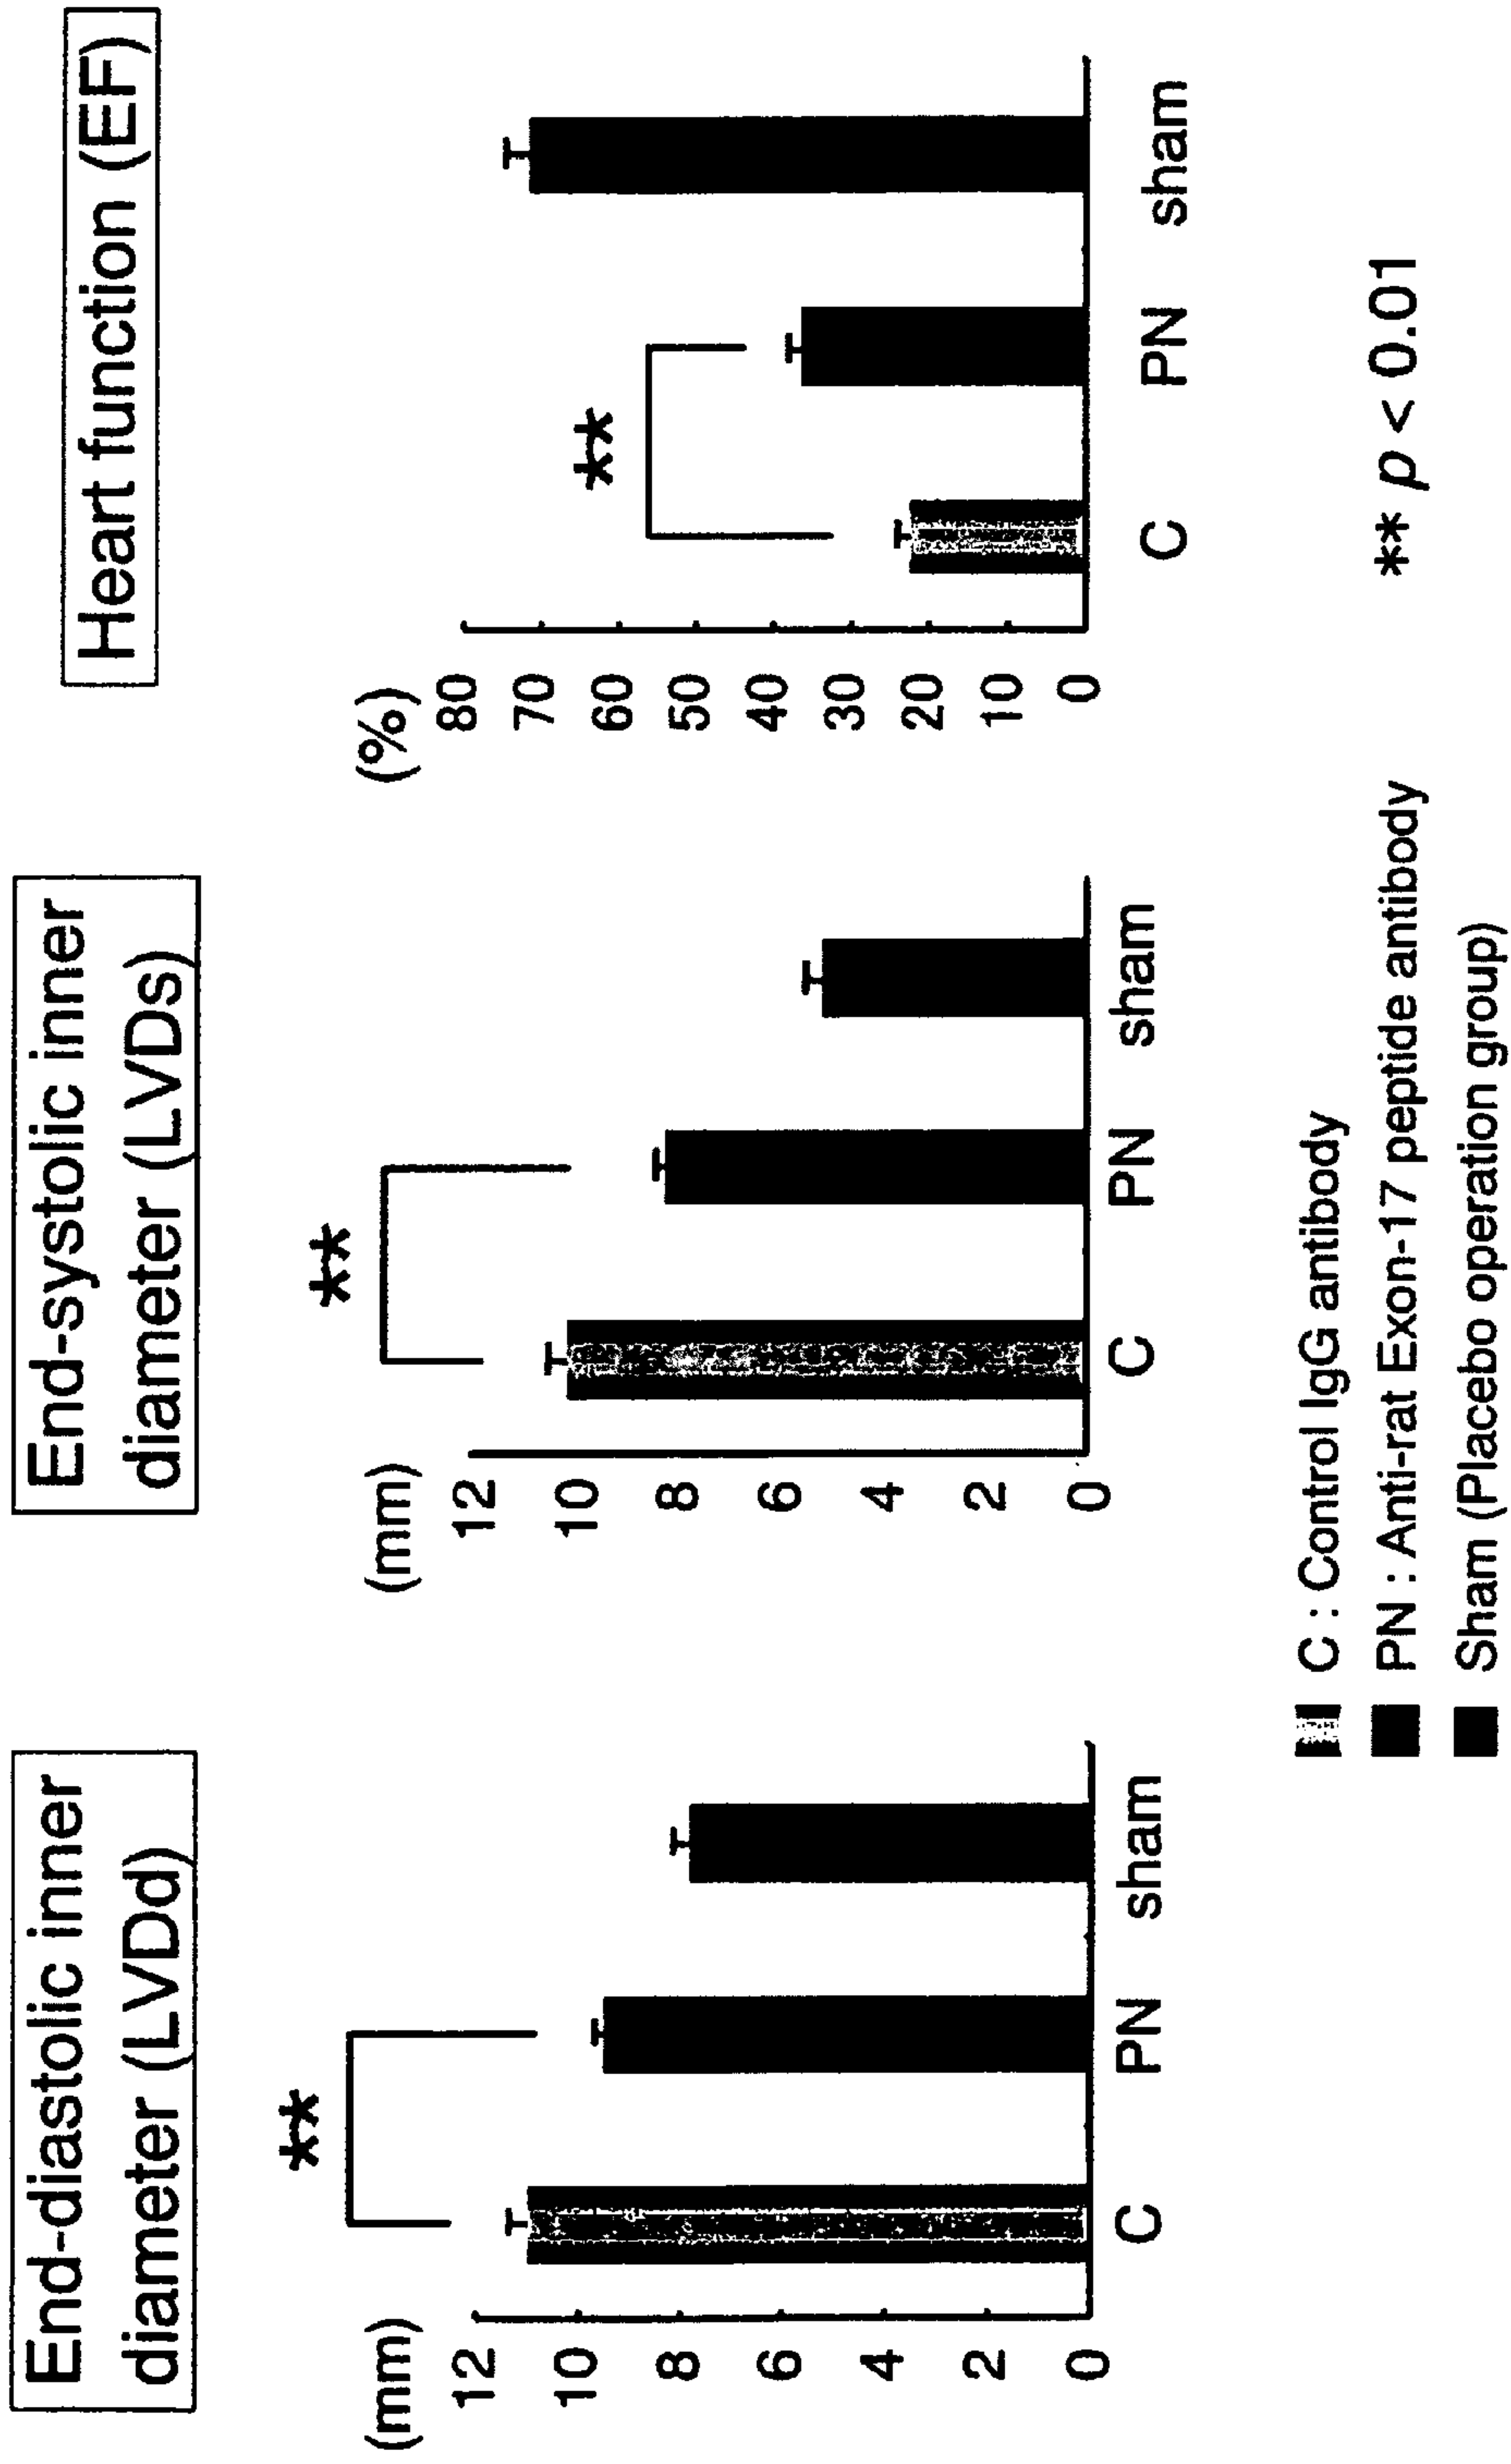 End-diastolic inner
diameter (LVDd)
(mm)
12
10
8
6
4
2
0
**
C
PN
sham
End-systolic inner
diameter (LVDs)
(mm)
12
10
8
6
4
2
0
**
C
PN
sham
Heart function (EF)
(%)
80
70
60
50
40
30
20
10
0
**
C
PN
sham
C : Control IgG antibody
PN : Anti-rat Exon-17 peptide antibody
Sham (Placebo operation group)
** p < 0.01